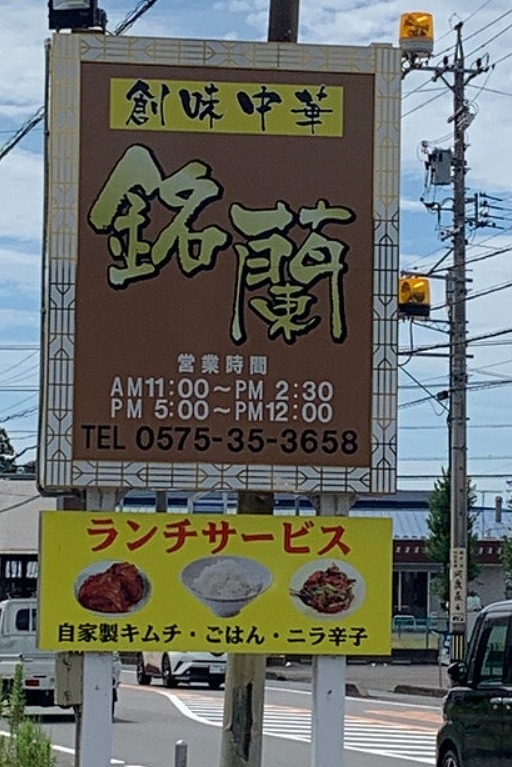 創味中華
銘蘭
営業時間
AM11:00～PM 2:30
PM 5:00～PM12:00
TEL 0575-35-3658
ランチサービス
自家製キムチ・ごはん・ニラ辛子